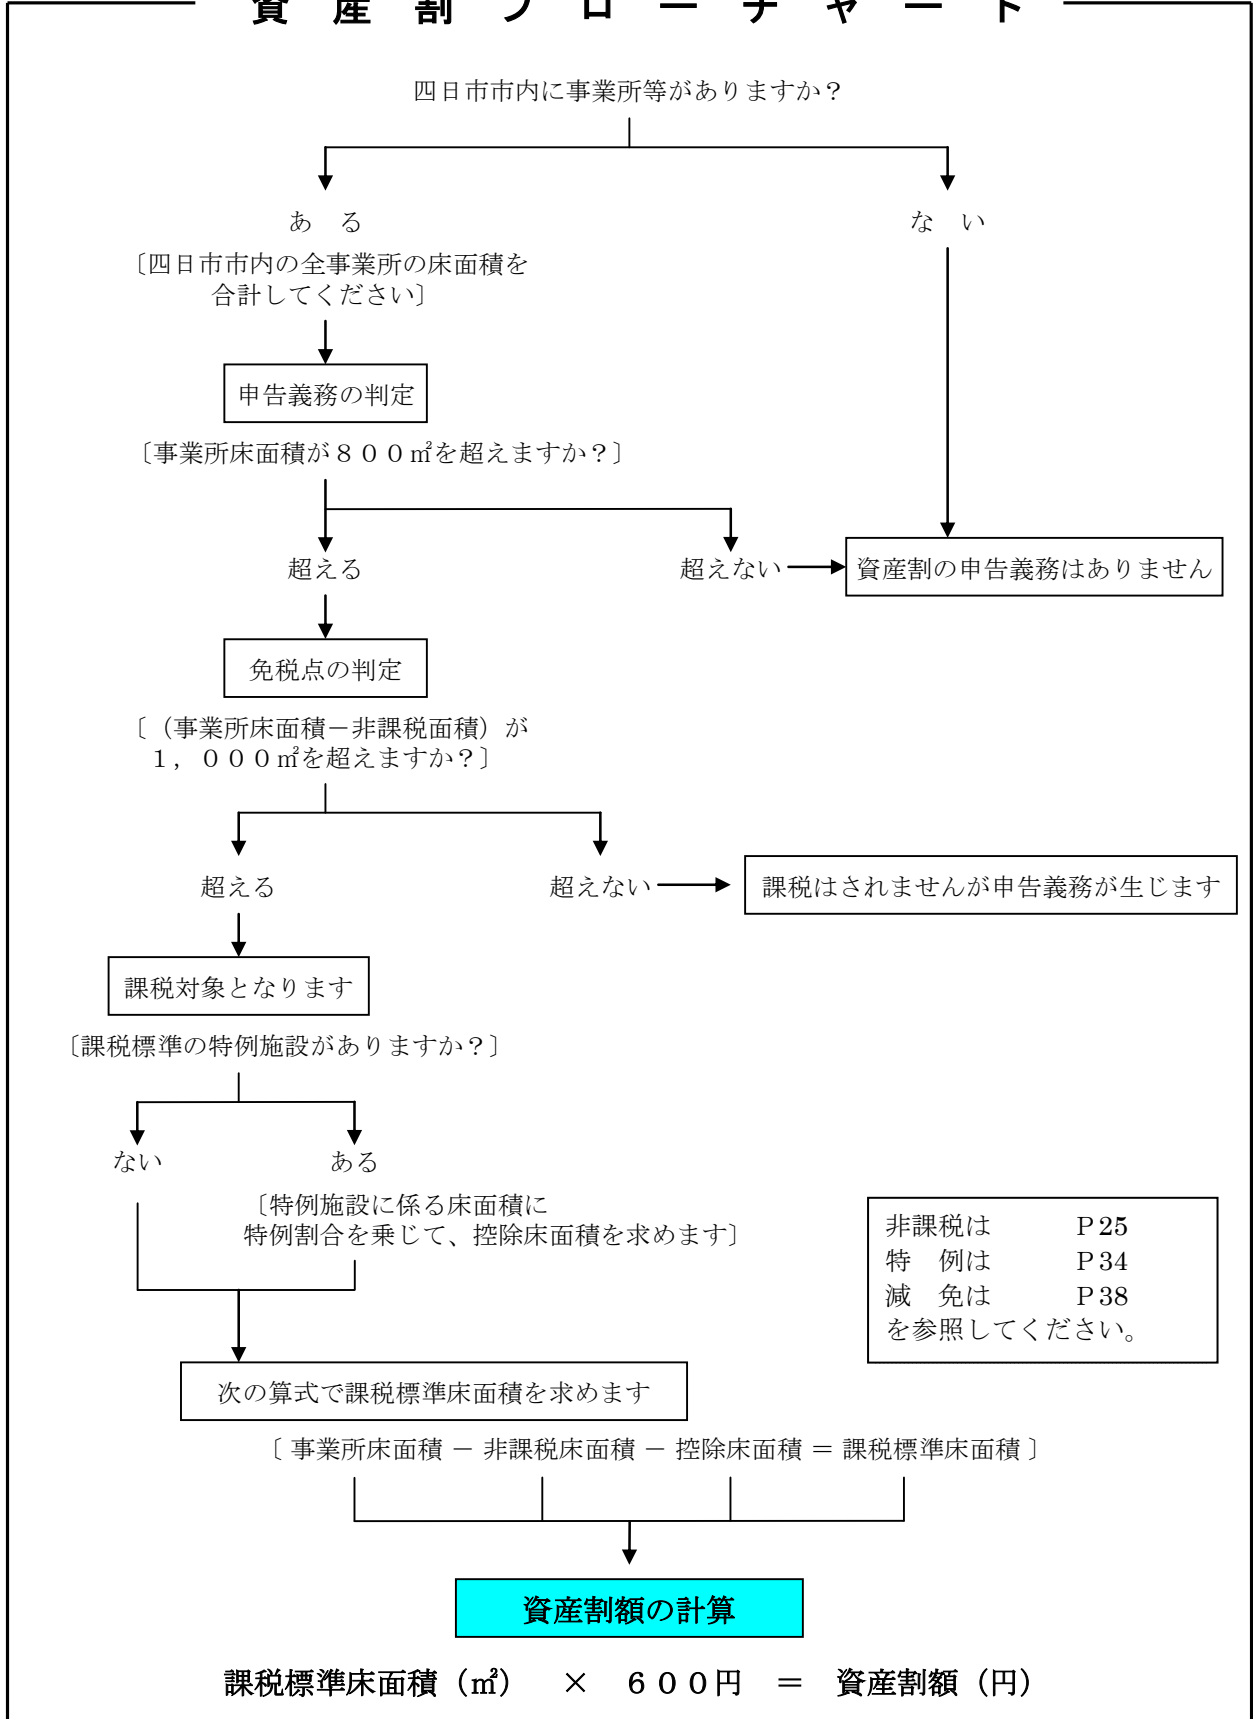 資産割フローチャート
四日市市内に事業所等がありますか？
ある
ない
〔四日市市内の全事業所の床面積を
合計してください〕
申告義務の判定
〔事業所床面積が８００㎡を超えますか？〕
超える
超えない
資産割の申告義務はありません
免税点の判定
〔（事業所床面積－非課税面積）が
１，０００㎡を超えますか？〕
超える
超えない
課税はされませんが申告義務が生じます
課税対象となります
〔課税標準の特例施設がありますか？〕
ない
ある
〔特例施設に係る床面積に
特例割合を乗じて、控除床面積を求めます〕
非課税は　P25
特　例は　P34
減　免は　P38
を参照してください。
次の算式で課税標準床面積を求めます
〔 事業所床面積 － 非課税床面積 － 控除床面積 ＝ 課税標準床面積 〕
資産割額の計算
課税標準床面積（㎡）　×　６００円　＝　資産割額（円）